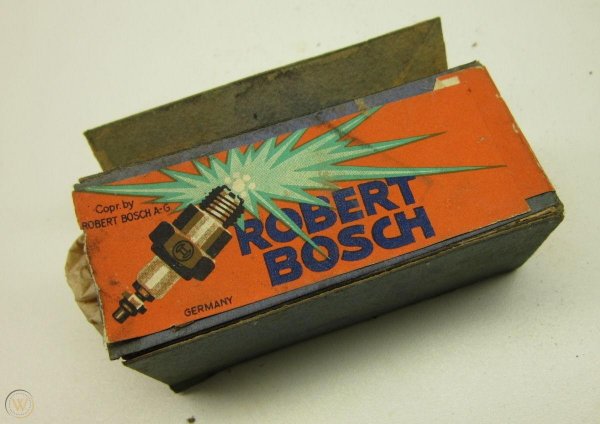 Copr. by
ROBERT BOSCH A-G
ROBERT
BOSCH
GERMANY